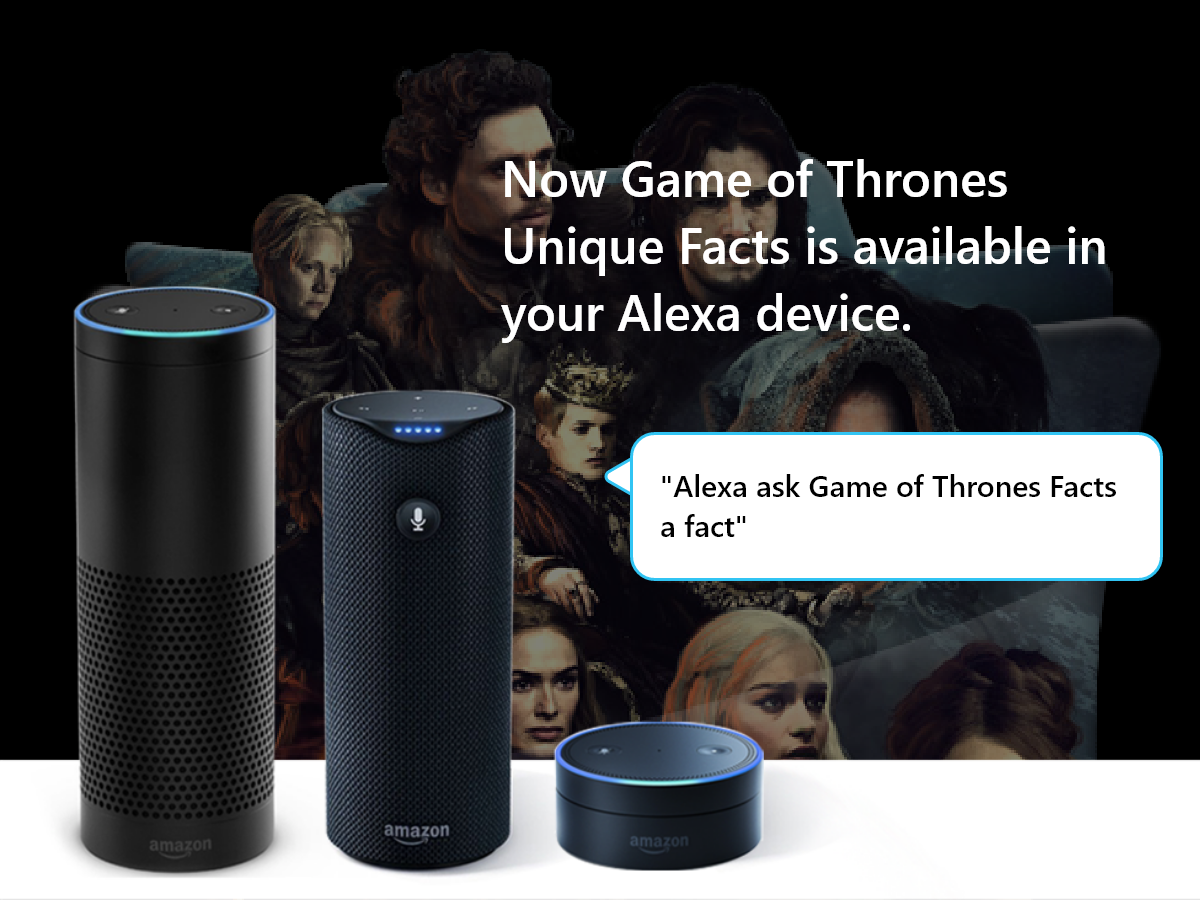 Now Game of Thrones
Unique Facts is available in
your Alexa device.
"Alexa ask Game of Thrones Facts
a fact"
amazon
amazon
amazon